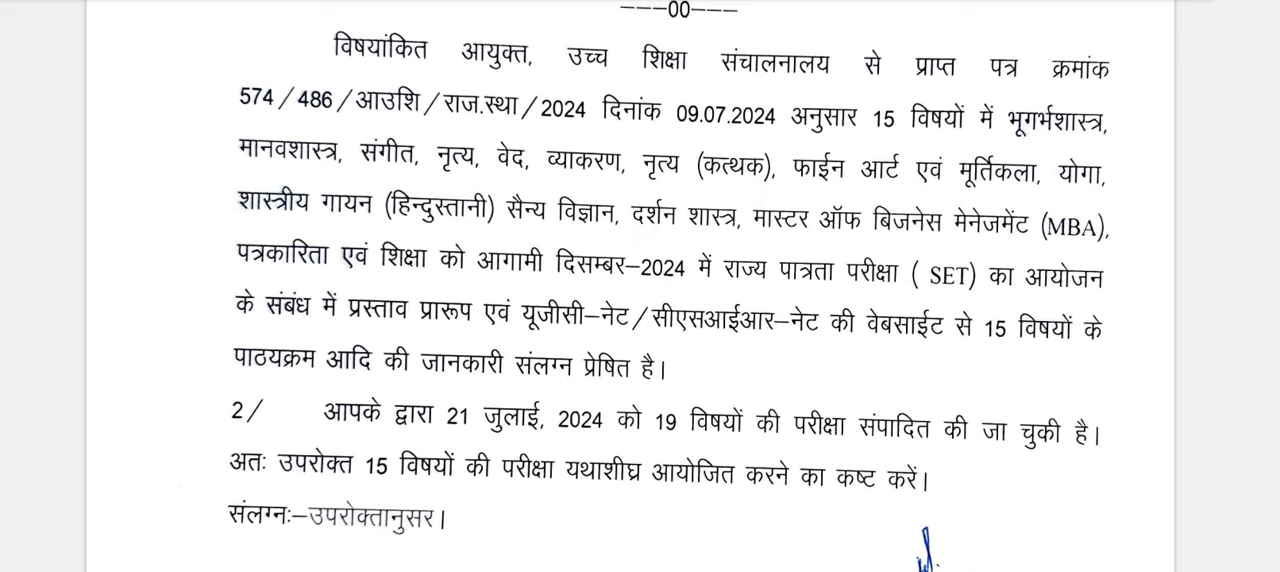 ---00---
विषयांकित आयुक्त, उच्च शिक्षा संचालनालय से प्राप्त पत्र क्रमांक
574/486/आउशि/राज.स्था/2024 दिनांक 09.07.2024 अनुसार 15 विषयों में भूगर्भशास्त्र,
मानवशास्त्र, संगीत, नृत्य, वेद, व्याकरण, नृत्य (कत्थक), फाईन आर्ट एवं मूर्तिकला, योगा,
शास्त्रीय गायन (हिन्दुस्तानी) सैन्य विज्ञान, दर्शन शास्त्र, मास्टर ऑफ बिजनेस मेनेजमेंट (MBA),
पत्रकारिता एवं शिक्षा को आगामी दिसम्बर-2024 में राज्य पात्रता परीक्षा ( SET) का आयोजन
के संबंध में प्रस्ताव प्रारूप एवं यूजीसी-नेट/सीएसआईआर-नेट की वेबसाईट से 15 विषयों के
पाठयक्रम आदि की जानकारी संलग्न प्रेषित है।
2/ आपके द्वारा 21 जुलाई, 2024 को 19 विषयों की परीक्षा संपादित की जा चुकी है।
अतः उपरोक्त 15 विषयों की परीक्षा यथाशीघ्र आयोजित करने का कष्ट करें।
संलग्नः-उपरोक्तानुसर।